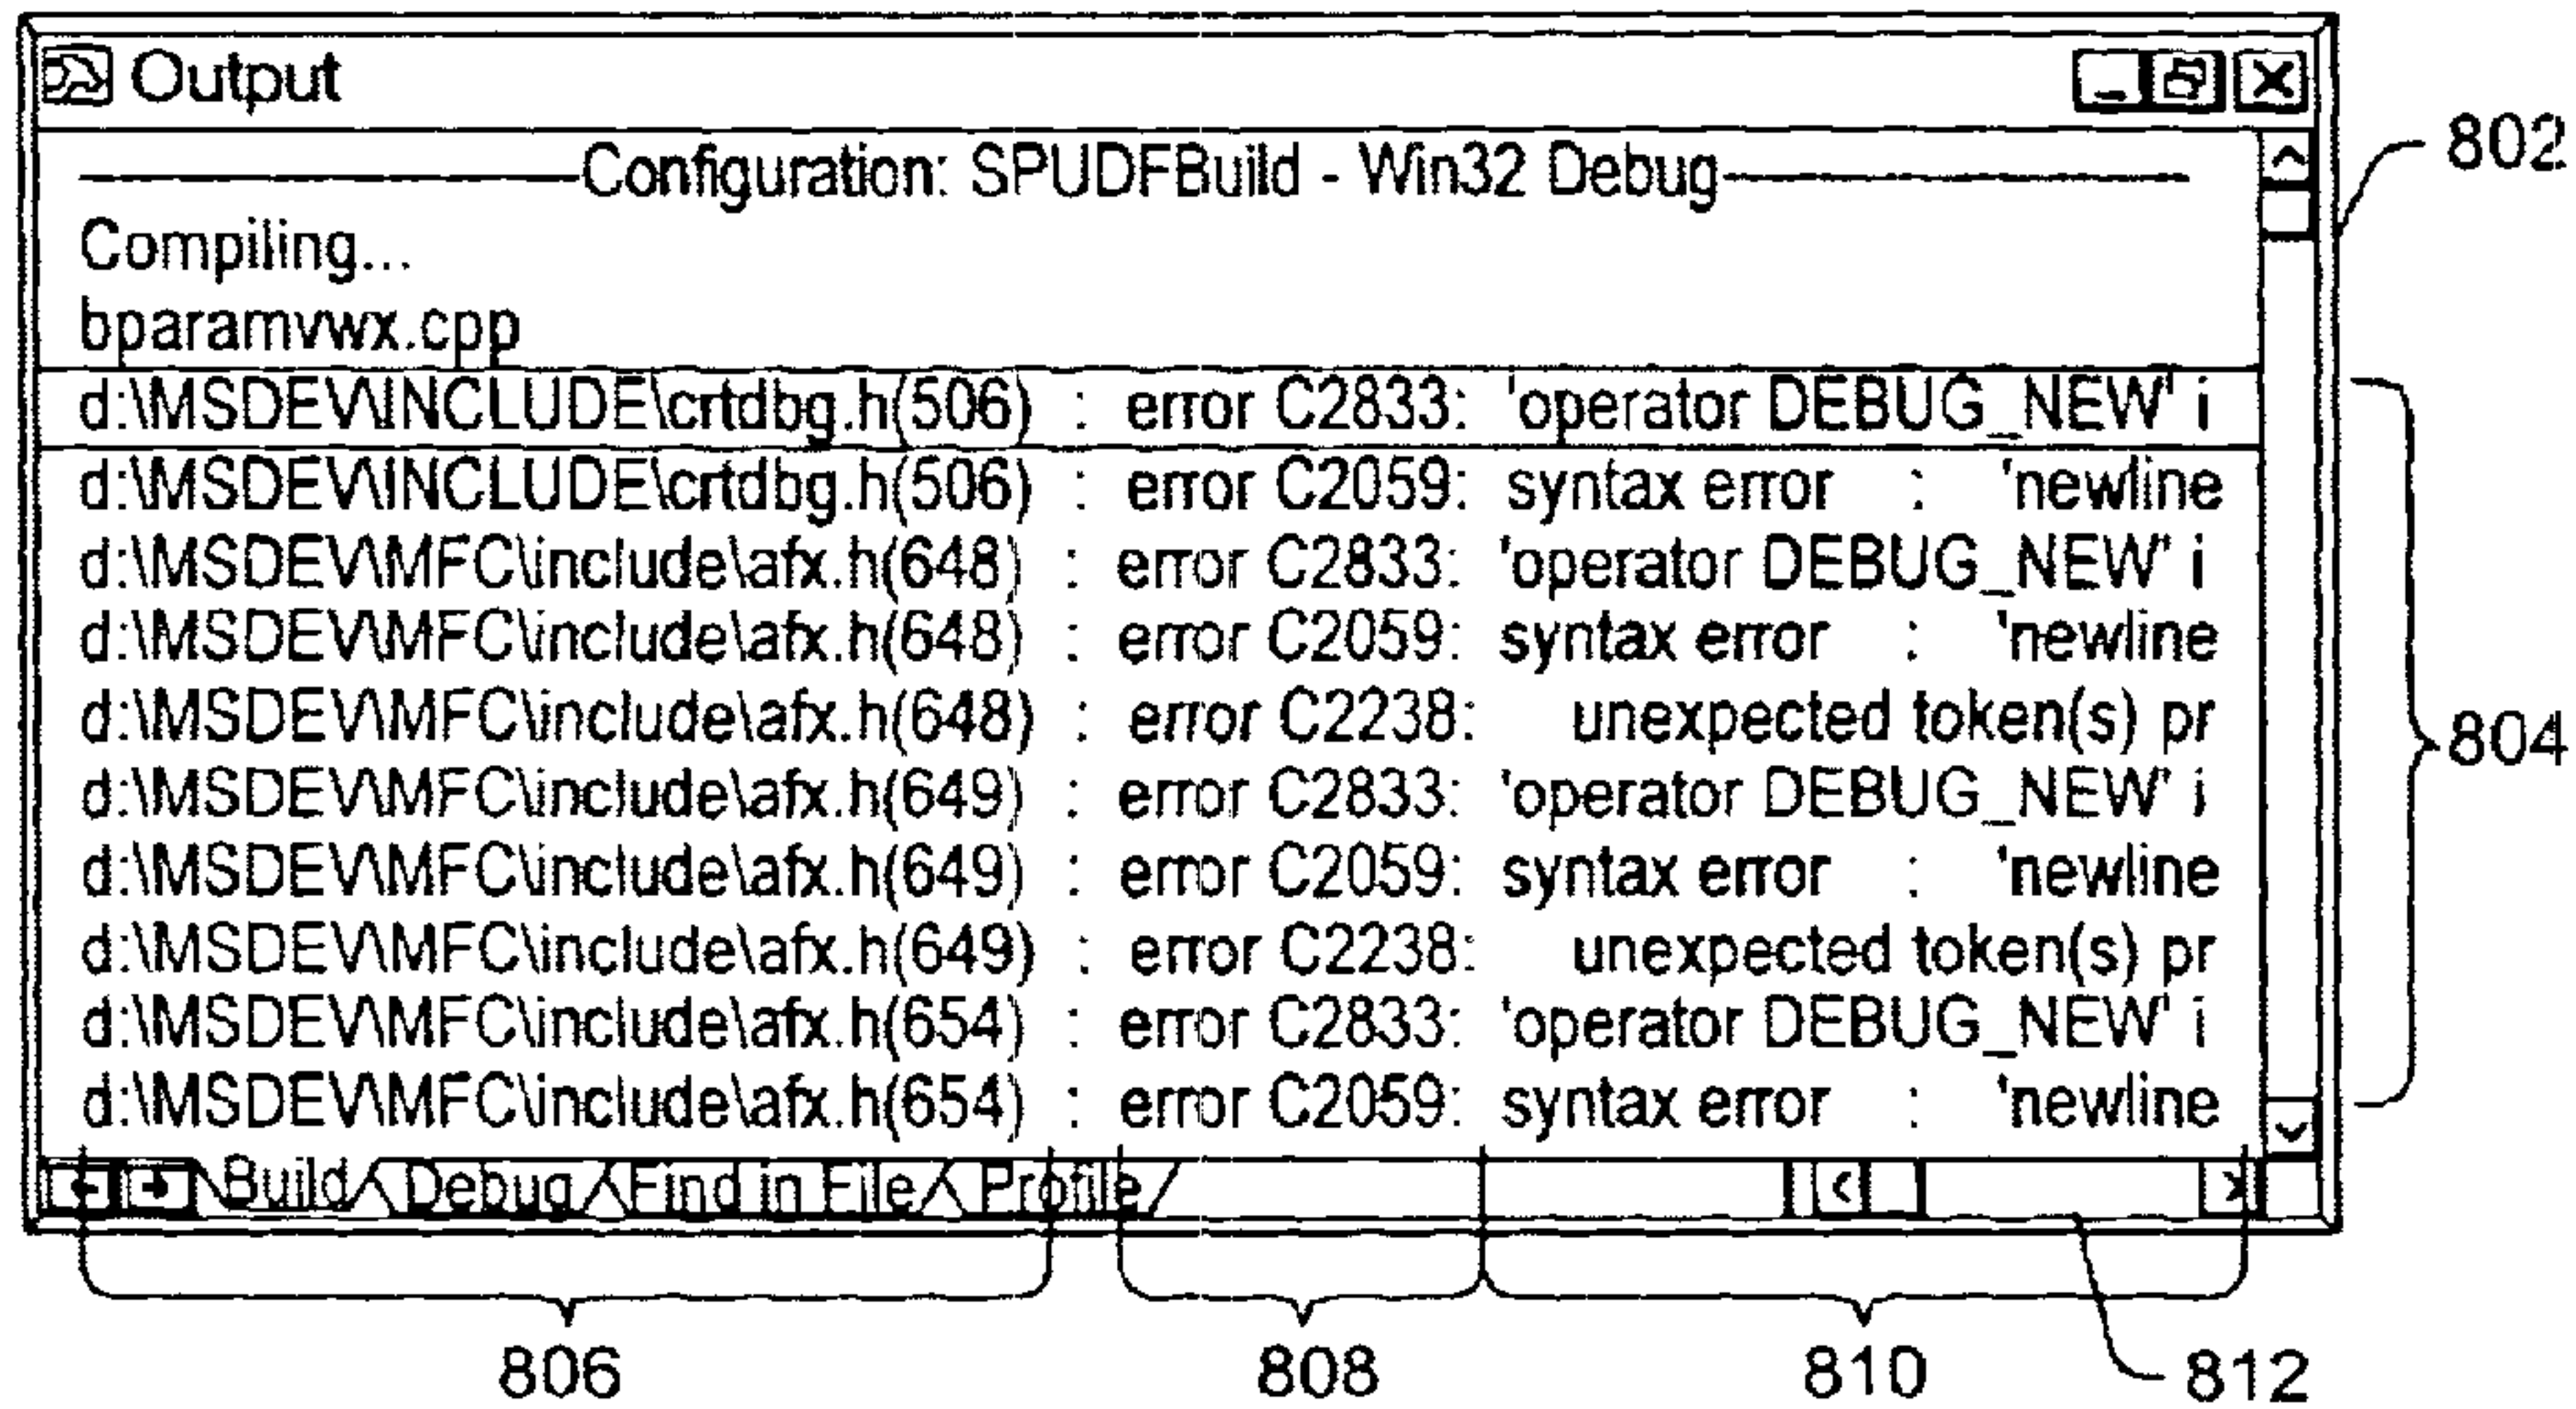 Output
Configuration: SPUDFBuild - Win32 Debug
802
Compiling...
bparamvwx.cpp
d:\MSDEV\INCLUDE\crtdbg.h(506) : error C2833: 'operator DEBUG_NEW' i
d:\MSDEV\INCLUDE\crtdbg.h(506) : error C2059: syntax error : 'newline
d:\MSDEV\MFC\include\afx.h(648) : error C2833: 'operator DEBUG_NEW' i
d:\MSDEV\MFC\include\afx.h(648) : error C2059: syntax error : 'newline
d:\MSDEV\MFC\include\afx.h(648) : error C2238: unexpected token(s) pr
804
d:\MSDEV\MFC\include\afx.h(649) : error C2833: 'operator DEBUG_NEW' i
d:\MSDEV\MFC\include\afx.h(649) : error C2059: syntax error : 'newline
d:\MSDEV\MFC\include\afx.h(649) : error C2238: unexpected token(s) pr
d:\MSDEV\MFC\include\afx.h(654) : error C2833: 'operator DEBUG_NEW' i
d:\MSDEV\MFC\include\afx.h(654) : error C2059: syntax error : 'newline
Build Debug Find in File Profile
806 808 810 812